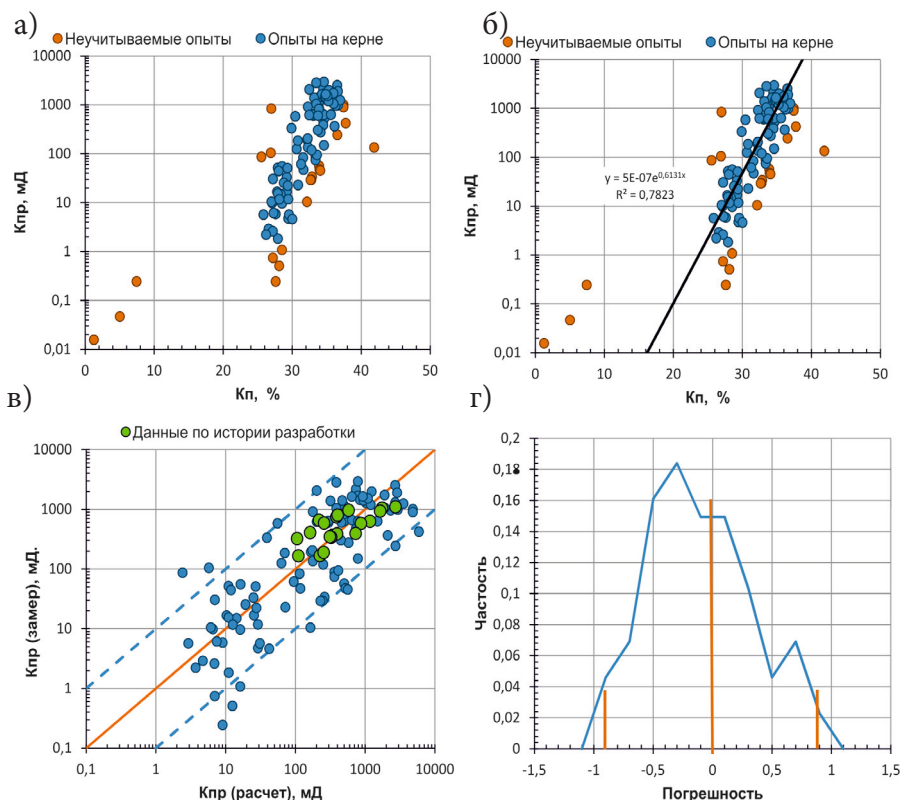 а)
Неучитываемые опыты Опыты на керне
Кпр, мД
10000
1000
100
10
1
0,1
0,01
0 10 20 30 40 50
Кп, %
б)
Неучитываемые опыты Опыты на керне
Кпр, мД
10000
1000
100
10
1
0,1
0,01
y = 5E-07e0,6131x
R² = 0,7823
0 10 20 30 40 50
Кп, %
в)
Данные по истории разработки
Кпр (замер), мД.
10000
1000
100
10
1
0,1
0,1 1 10 100 1000 10000
Кпр (расчет), мД
г)
Частость
0,2
0,18
0,16
0,14
0,12
0,1
0,08
0,06
0,04
0,02
0
-1,5 -1 -0,5 0 0,5 1 1,5
Погрешность